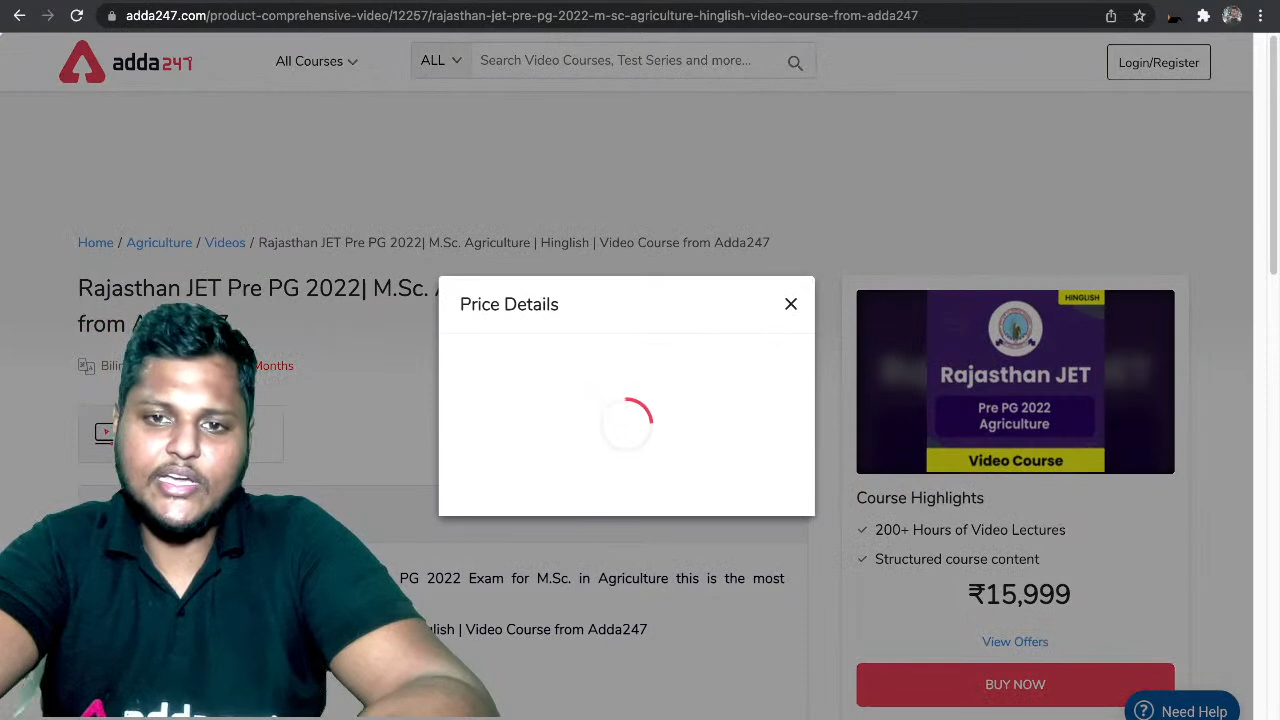 adda247.com/product-comprehensive-video/12257/rajasthan-jet-pre-pg-2022-m-sc-agriculture-hinglish-video-course-from-adda247
adda247
All Courses
ALL
Search Video Courses, Test Series and more...
Login/Register
Home / Agriculture / Videos / Rajasthan JET Pre PG 2022| M.Sc. Agriculture | Hinglish | Video Course from Adda247
Rajasthan JET Pre PG 2022| M.Sc.
from
Months
Price Details
HINGLISH
Rajasthan JET
Pre PG 2022
Agriculture
Video Course
Course Highlights
200+ Hours of Video Lectures
Structured course content
₹15,999
View Offers
BUY NOW
PG 2022 Exam for M.Sc. in Agriculture this is the most
| Video Course from Adda247
Need Help